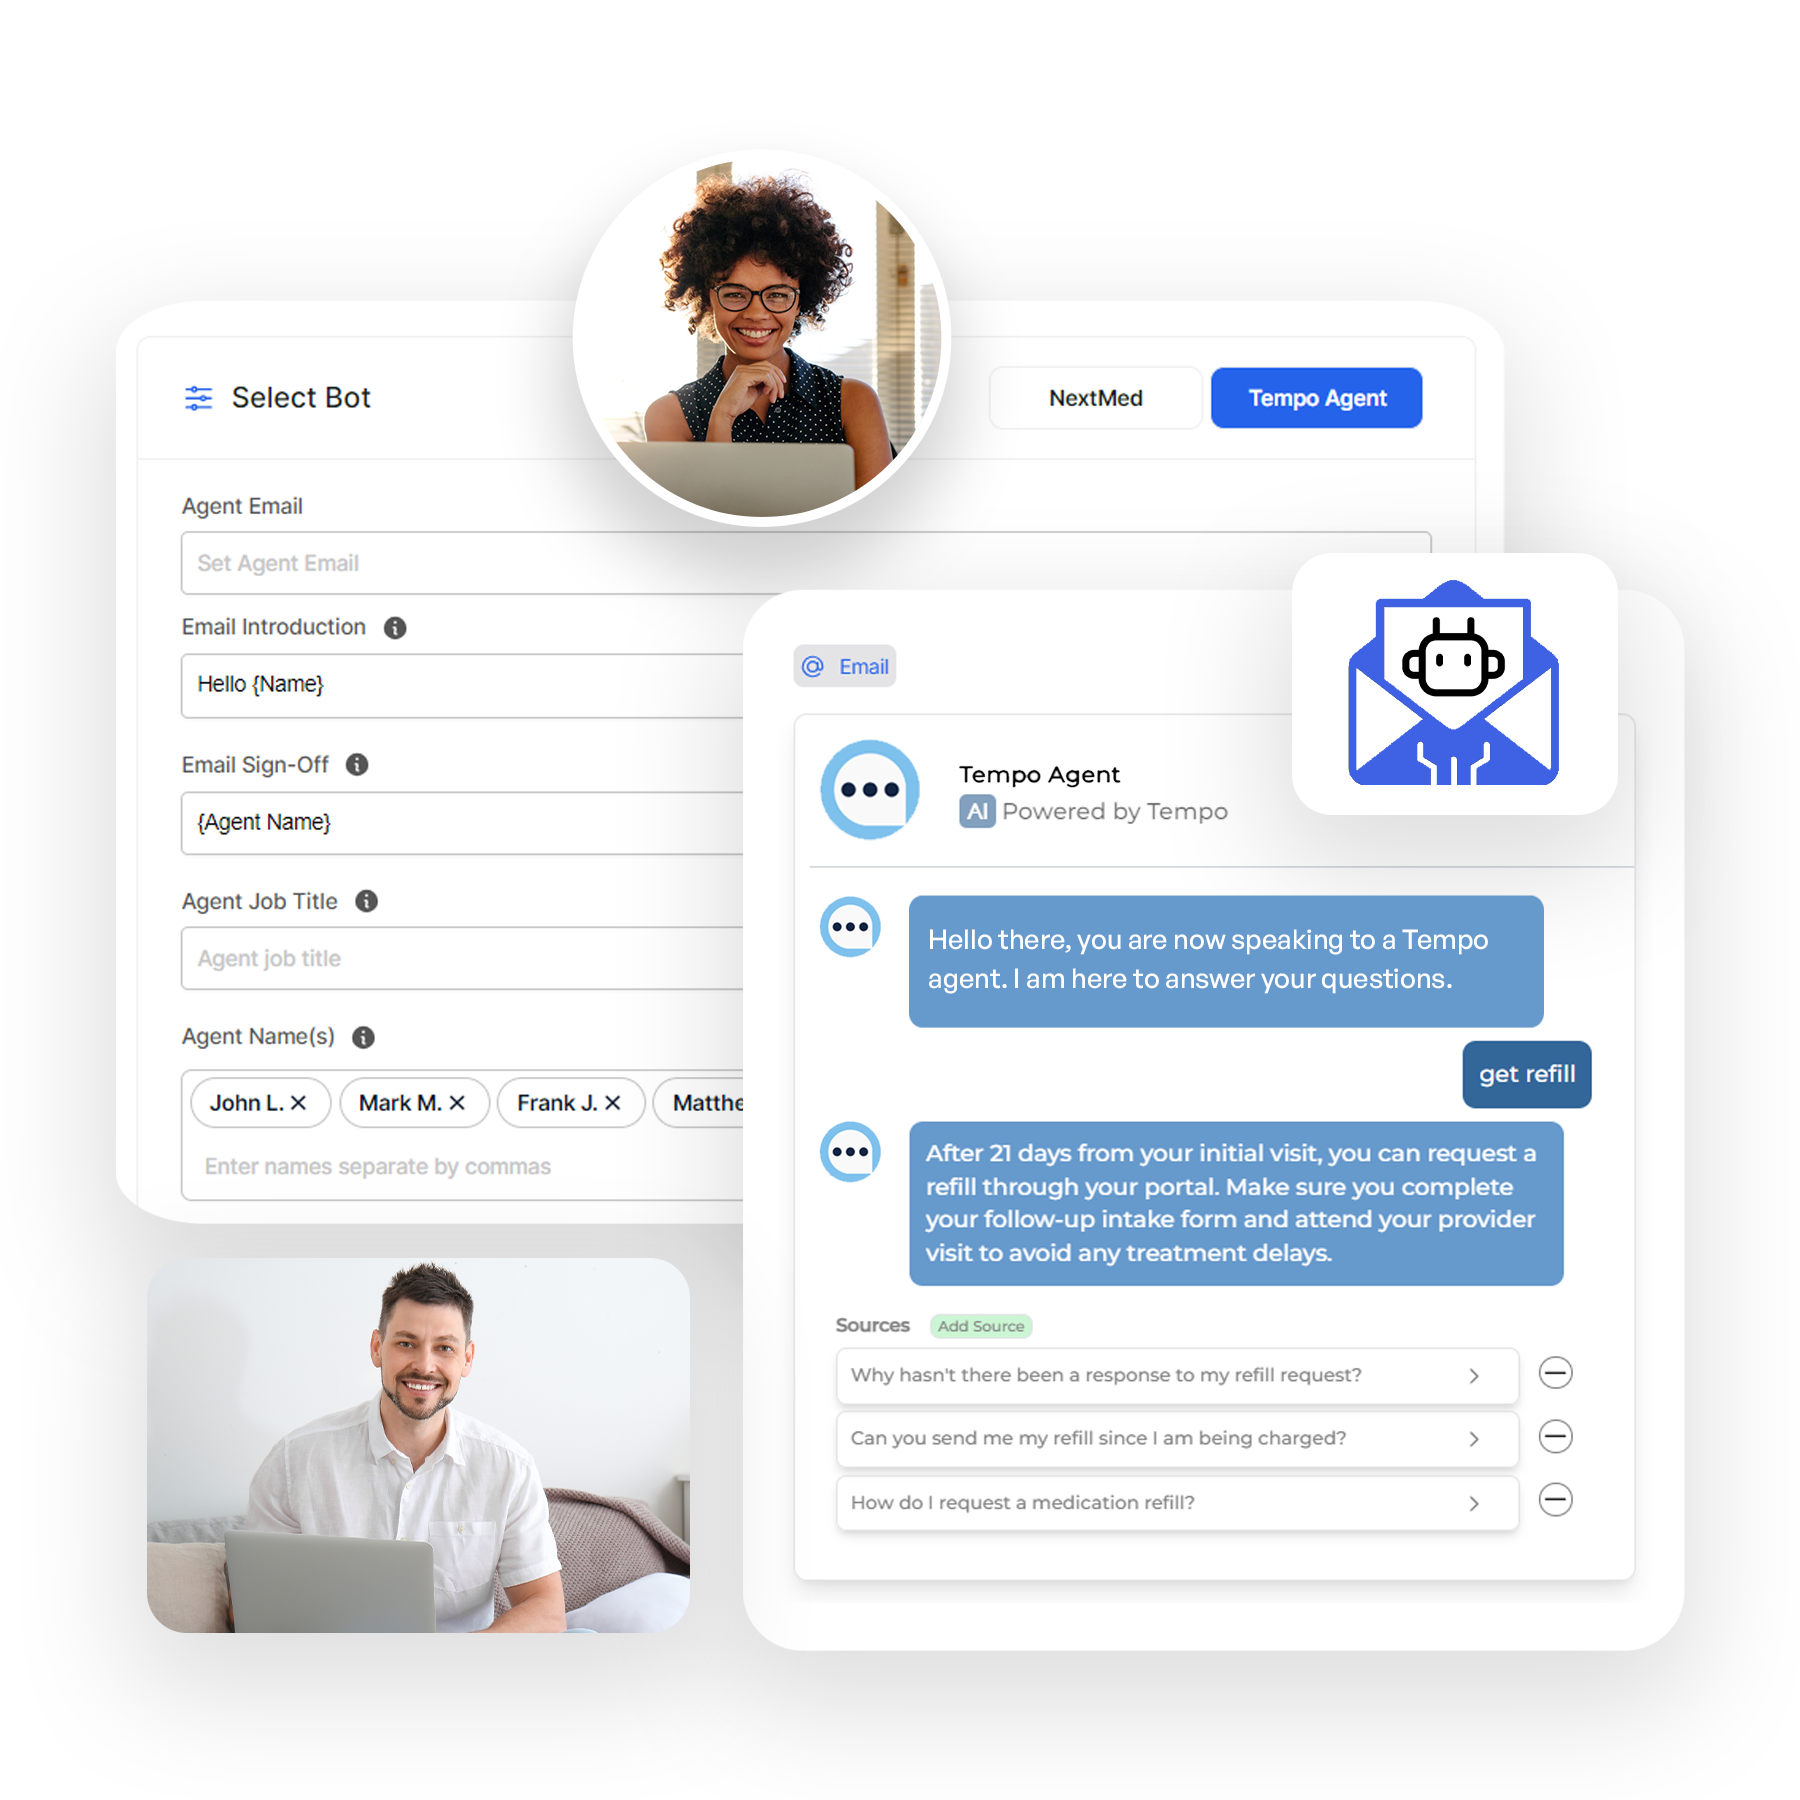 Select Bot
NextMed
Tempo Agent
Agent Email
Set Agent Email
Email Introduction
Hello {Name}
Email Sign-Off
{Agent Name}
Agent Job Title
Agent job title
Agent Name(s)
John L. ✕
Mark M. ✕
Frank J. ✕
Matthe
Enter names separate by commas
@ Email
Tempo Agent
AI Powered by Tempo
Hello there, you are now speaking to a Tempo
agent. I am here to answer your questions.
get refill
After 21 days from your initial visit, you can request a
refill through your portal. Make sure you complete
your follow-up intake form and attend your provider
visit to avoid any treatment delays.
Sources
Add Source
Why hasn't there been a response to my refill request?
Can you send me my refill since I am being charged?
How do I request a medication refill?